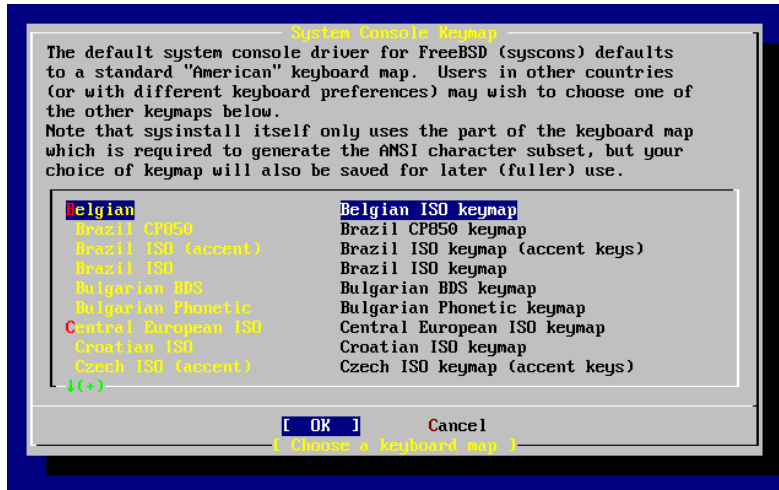 System Console Keymap
The default system console driver for FreeBSD (syscons) defaults
to a standard "American" keyboard map.  Users in other countries
(or with different keyboard preferences) may wish to choose one of
the other keymaps below.
Note that sysinstall itself only uses the part of the keyboard map
which is required to generate the ANSI character subset, but your
choice of keymap will also be saved for later (fuller) use.
Belgian Belgian ISO keymap
Brazil CP850 Brazil CP850 keymap
Brazil ISO (accent) Brazil ISO keymap (accent keys)
Brazil ISO Brazil ISO keymap
Bulgarian BDS Bulgarian BDS keymap
Bulgarian Phonetic Bulgarian Phonetic keymap
Central European ISO Central European ISO keymap
Croatian ISO Croatian ISO keymap
Czech ISO (accent) Czech ISO keymap (accent keys)
↓(+)
[ OK ] Cancel
[ Choose a keyboard map ]